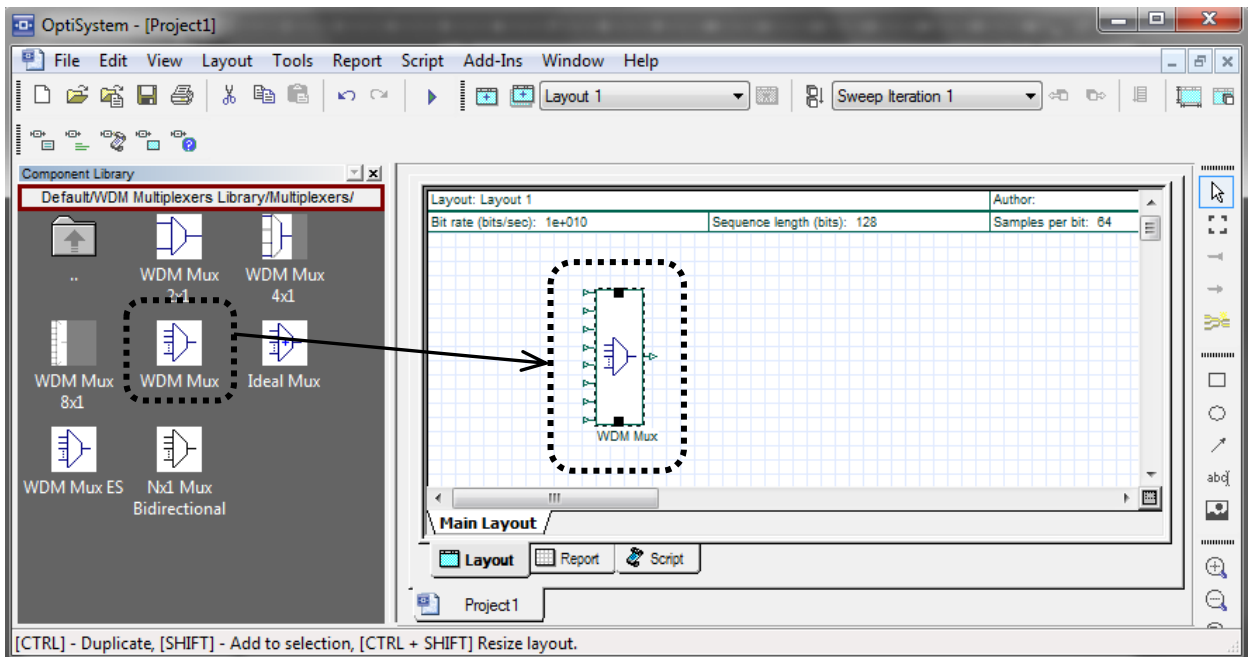 OptiSystem - [Project1]
File Edit View Layout Tools Report Script Add-Ins Window Help
Layout 1
Sweep Iteration 1
Component Library
Default/WDM Multiplexers Library/Multiplexers/
..
WDM Mux
2x1
WDM Mux
4x1
WDM Mux
8x1
WDM Mux
Ideal Mux
WDM Mux ES
Nx1 Mux
Bidirectional
Layout: Layout 1
Author:
Bit rate (bits/sec): 1e+010
Sequence length (bits): 128
Samples per bit: 64
WDM Mux
Main Layout
Layout
Report
Script
Project1
abc
[CTRL] - Duplicate, [SHIFT] - Add to selection, [CTRL + SHIFT] Resize layout.